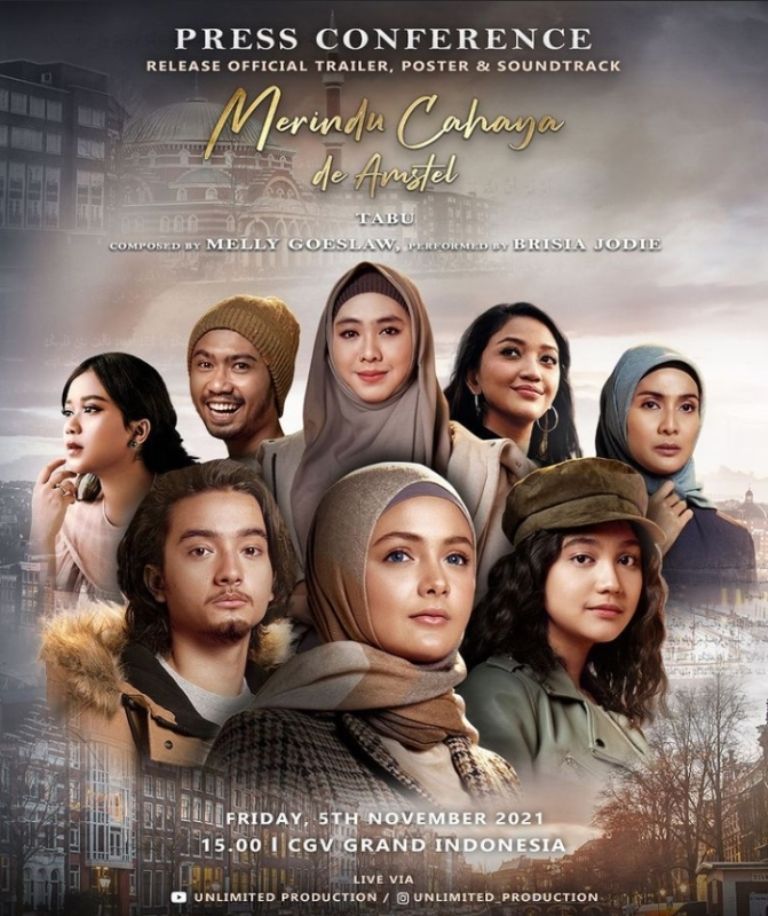 PRESS CONFERENCE
RELEASE OFFICIAL TRAILER, POSTER & SOUNDTRACK
Merindu Cahaya
de Amstel
TABU
COMPOSED BY MELLY GOESLAW, PERFORMED BY BRISIA JODIE
FRIDAY, 5TH NOVEMBER 2021
15.00 | CGV GRAND INDONESIA
LIVE VIA
UNLIMITED PRODUCTION / UNLIMITED_PRODUCTION